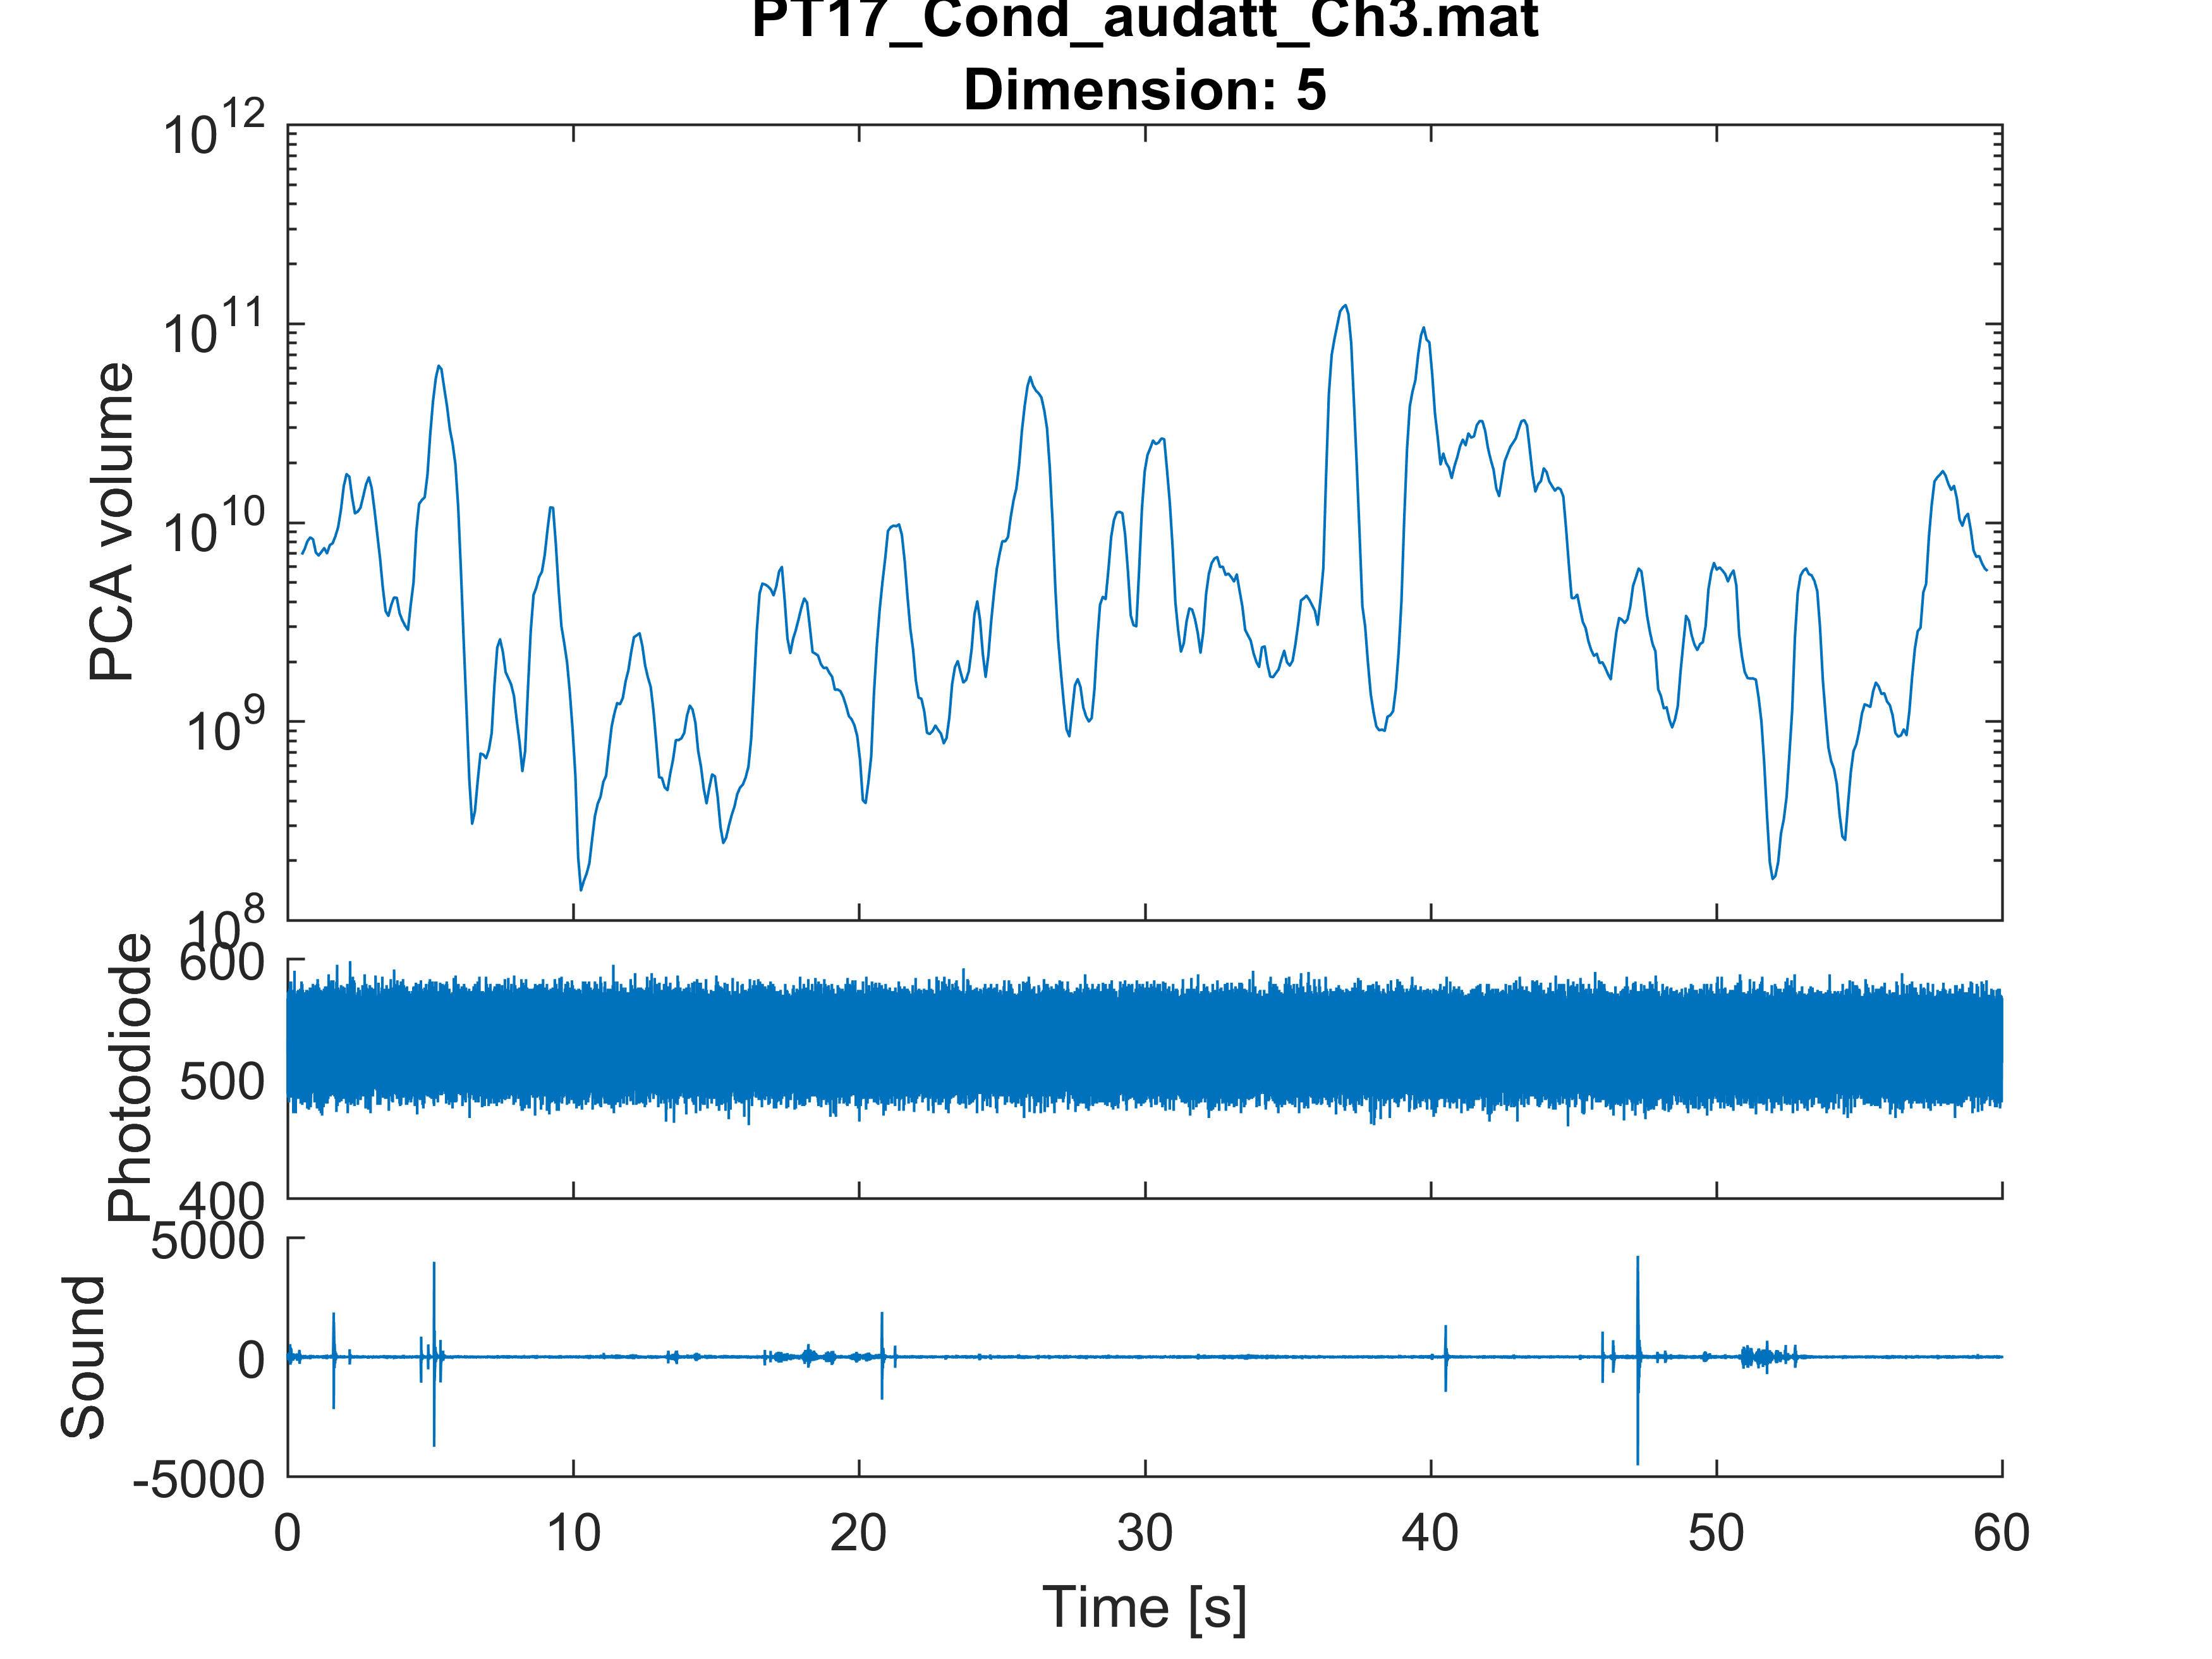 PT17_Cond_audatt_Ch3.mat
Dimension: 5
PCA volume
10^12
10^11
10^10
10^9
10^8
Photodiode
600
500
400
Sound
5000
0
-5000
0 10 20 30 40 50 60
Time [s]